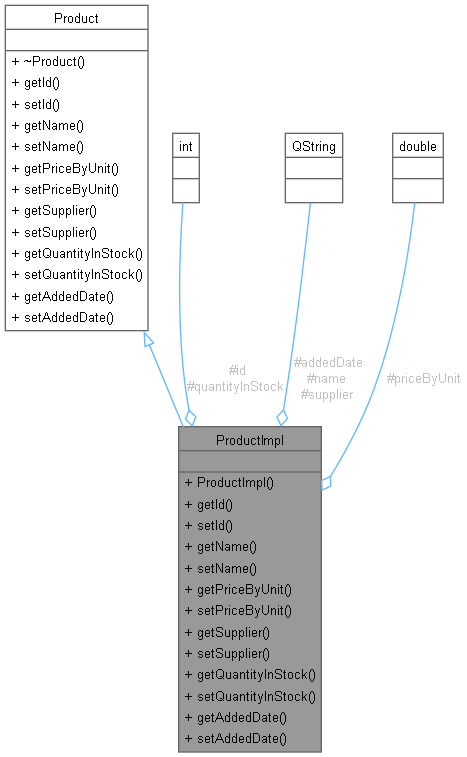 Product
+ ~Product()
+ getId()
+ setId()
+ getName()
+ setName()
+ getPriceByUnit()
+ setPriceByUnit()
+ getSupplier()
+ setSupplier()
+ getQuantityInStock()
+ setQuantityInStock()
+ getAddedDate()
+ setAddedDate()
int
QString
double
#id
#quantityInStock
#addedDate
#name
#supplier
#priceByUnit
ProductImpl
+ ProductImpl()
+ getId()
+ setId()
+ getName()
+ setName()
+ getPriceByUnit()
+ setPriceByUnit()
+ getSupplier()
+ setSupplier()
+ getQuantityInStock()
+ setQuantityInStock()
+ getAddedDate()
+ setAddedDate()